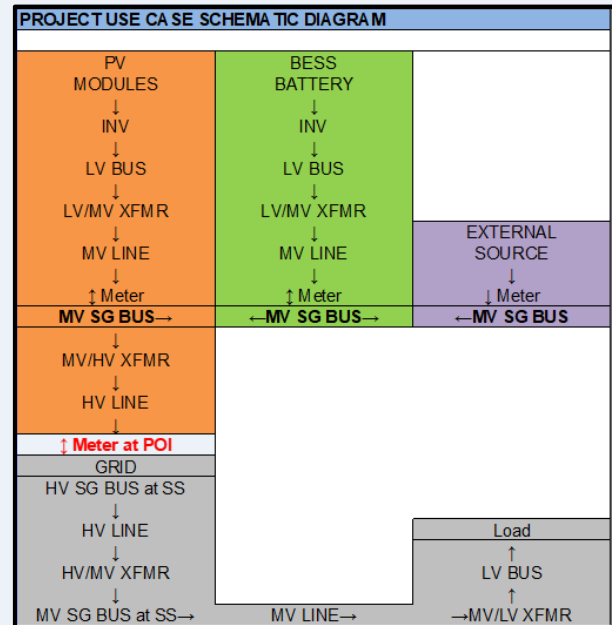 PROJECT USE CASE SCHEMATIC DIAGRAM
PV
MODULES
↓
INV
↓
LV BUS
↓
LV/MV XFMR
↓
MV LINE
↓
↕ Meter
MV SG BUS→
↓
MV/HV XFMR
↓
HV LINE
↓
↕ Meter at POI
GRID
HV SG BUS at SS
↓
HV LINE
↓
HV/MV XFMR
↓
MV SG BUS at SS→
BESS
BATTERY
↓
INV
↓
LV BUS
↓
LV/MV XFMR
↓
MV LINE
↓
↕ Meter
←MV SG BUS→
MV LINE→
EXTERNAL
SOURCE
↓
↓ Meter
←MV SG BUS
Load
↑
LV BUS
↑
→MV/LV XFMR